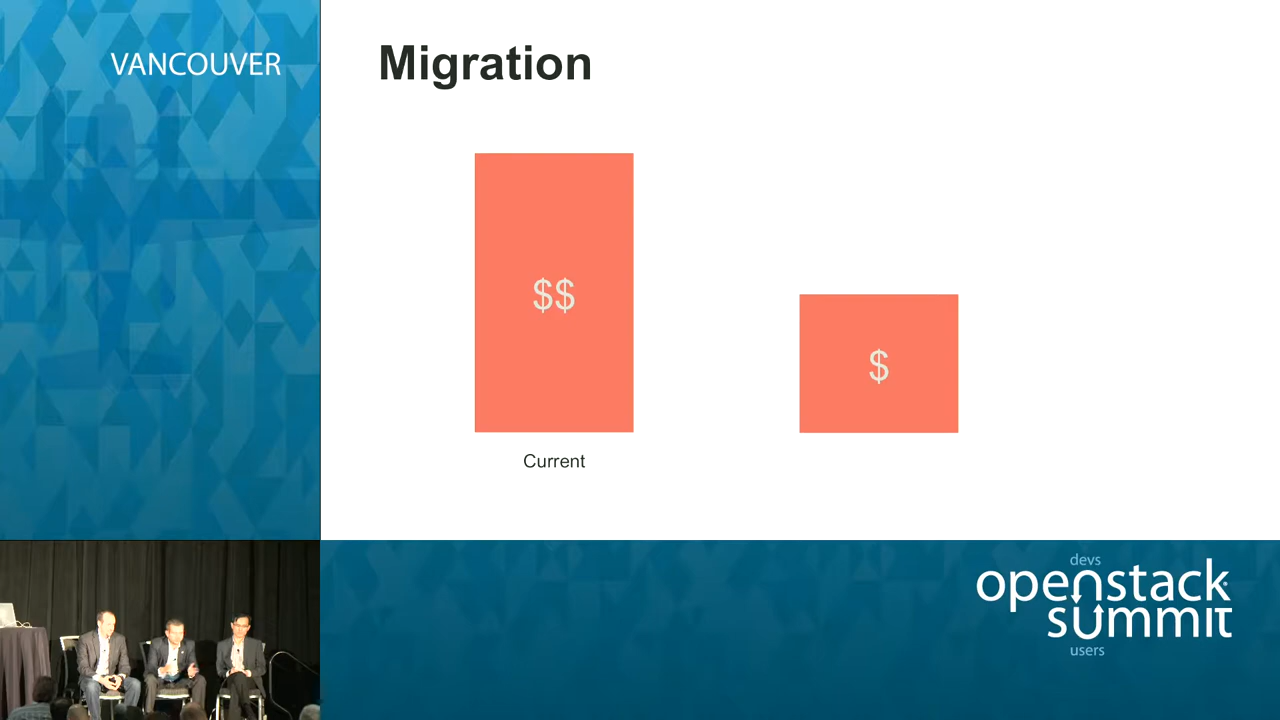 VANCOUVER
Migration
$$
$
Current
devs
openstack
summit
users